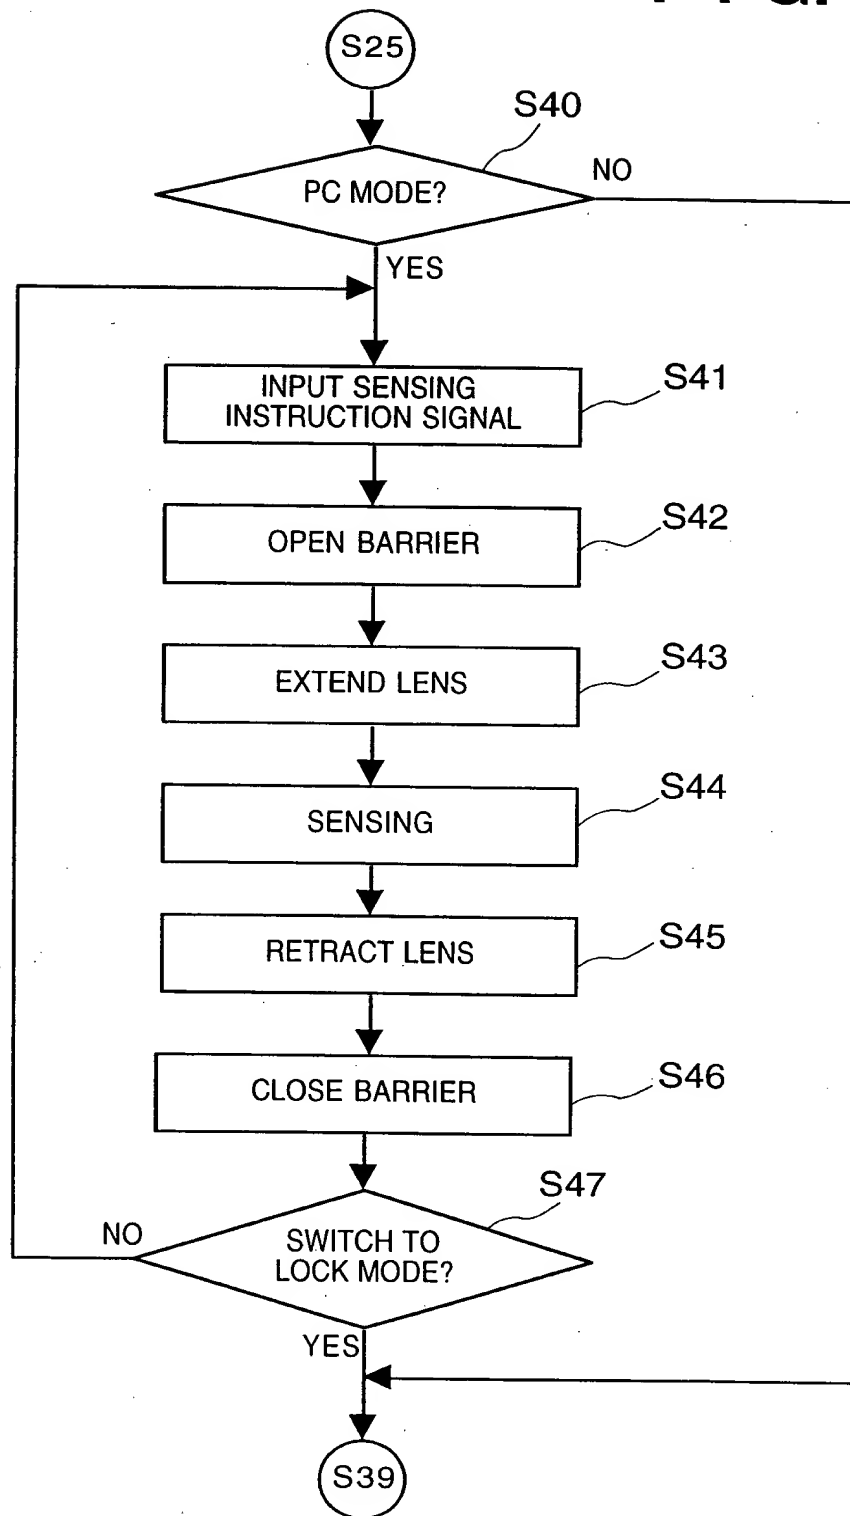 S25
S40
PC MODE?
NO
YES
INPUT SENSING
INSTRUCTION SIGNAL
S41
OPEN BARRIER
S42
EXTEND LENS
S43
SENSING
S44
RETRACT LENS
S45
CLOSE BARRIER
S46
S47
NO
SWITCH TO
LOCK MODE?
YES
S39